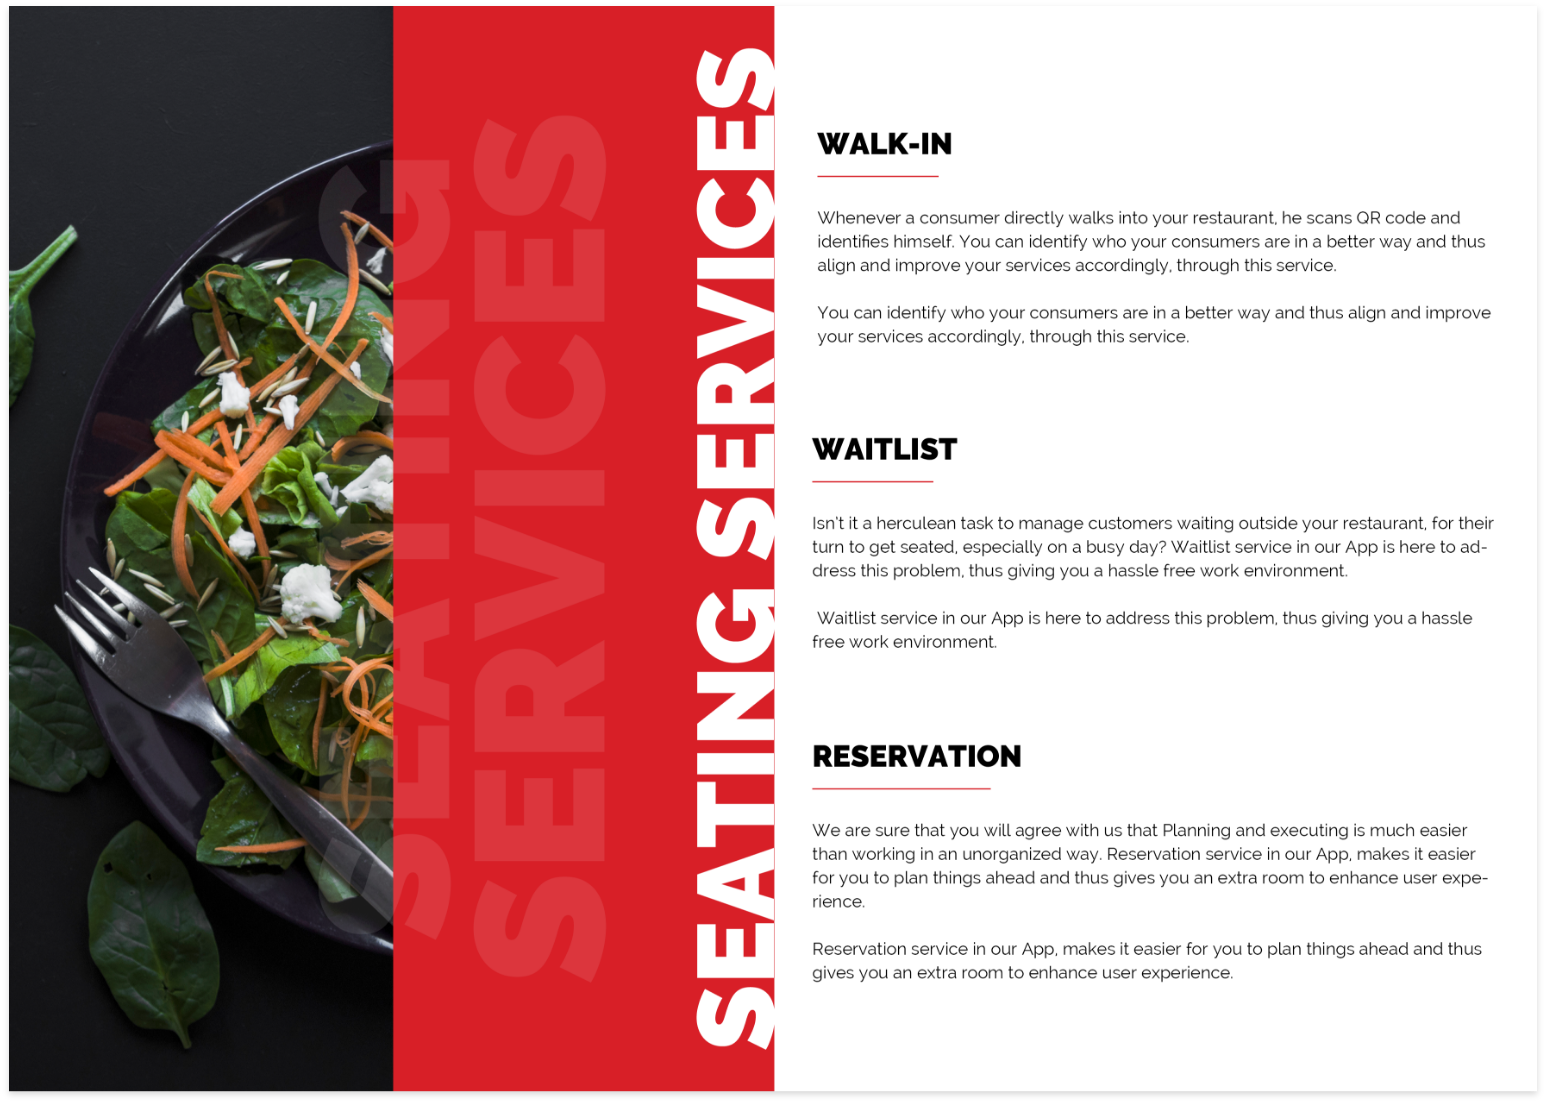 SEATING
SERVICES
SEATING SERVICES
WALK-IN
Whenever a consumer directly walks into your restaurant, he scans QR code and
identifies himself. You can identify who your consumers are in a better way and thus
align and improve your services accordingly, through this service.
You can identify who your consumers are in a better way and thus align and improve
your services accordingly, through this service.
WAITLIST
Isn't it a herculean task to manage customers waiting outside your restaurant, for their
turn to get seated, especially on a busy day? Waitlist service in our App is here to ad-
dress this problem, thus giving you a hassle free work environment.
Waitlist service in our App is here to address this problem, thus giving you a hassle
free work environment.
RESERVATION
We are sure that you will agree with us that Planning and executing is much easier
than working in an unorganized way. Reservation service in our App, makes it easier
for you to plan things ahead and thus gives you an extra room to enhance user expe-
rience.
Reservation service in our App, makes it easier for you to plan things ahead and thus
gives you an extra room to enhance user experience.